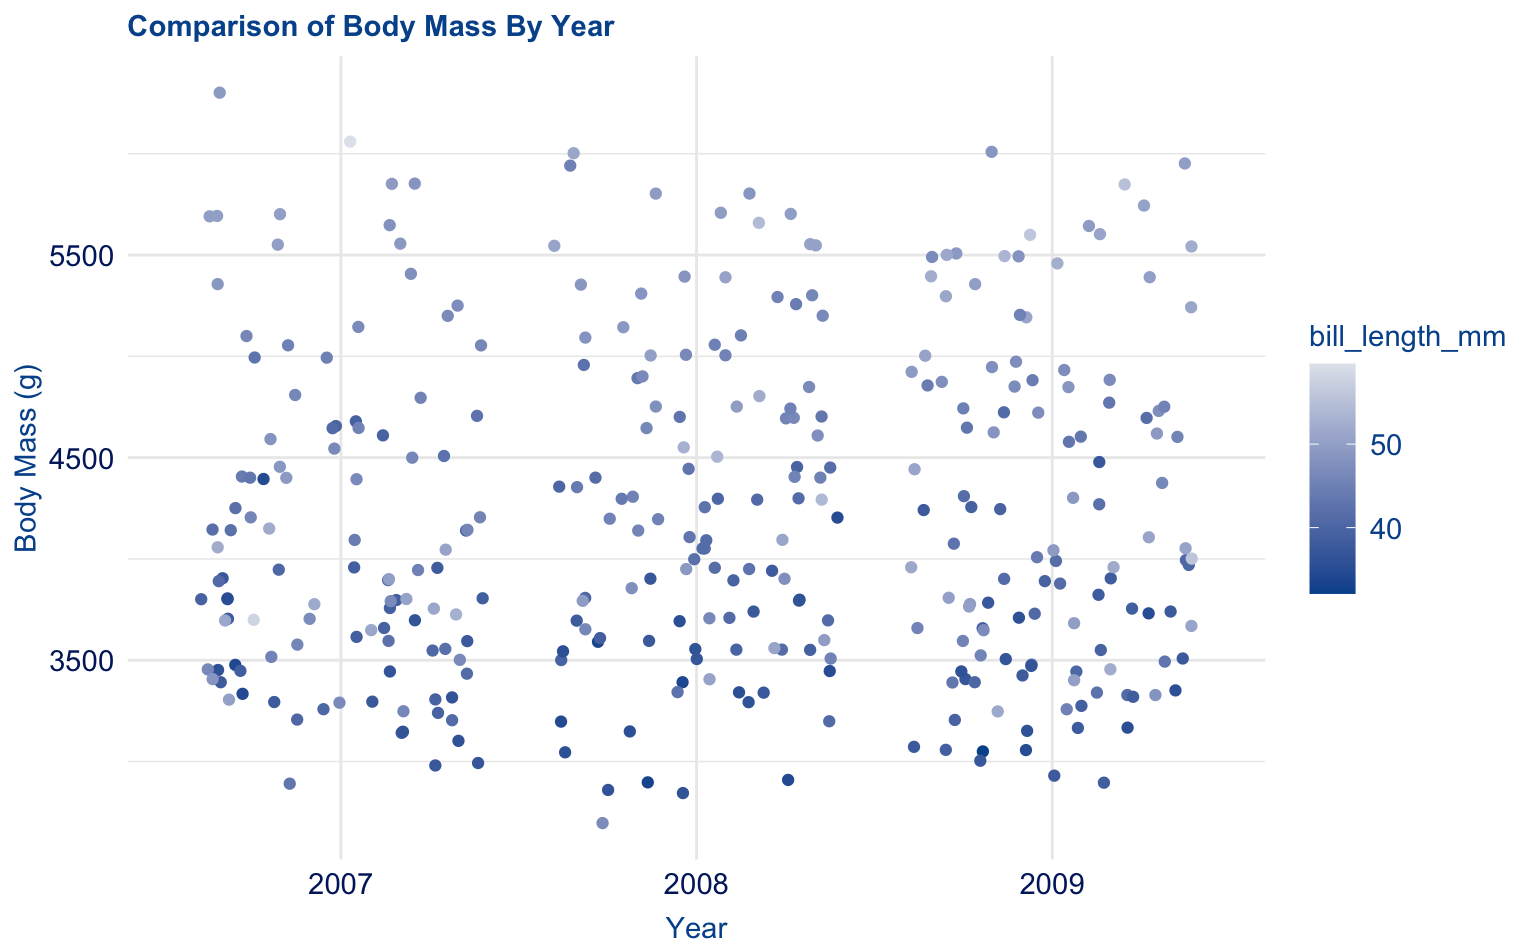 Comparison of Body Mass By Year
5500
4500
3500
Body Mass (g)
2007
2008
2009
Year
bill_length_mm
50
40